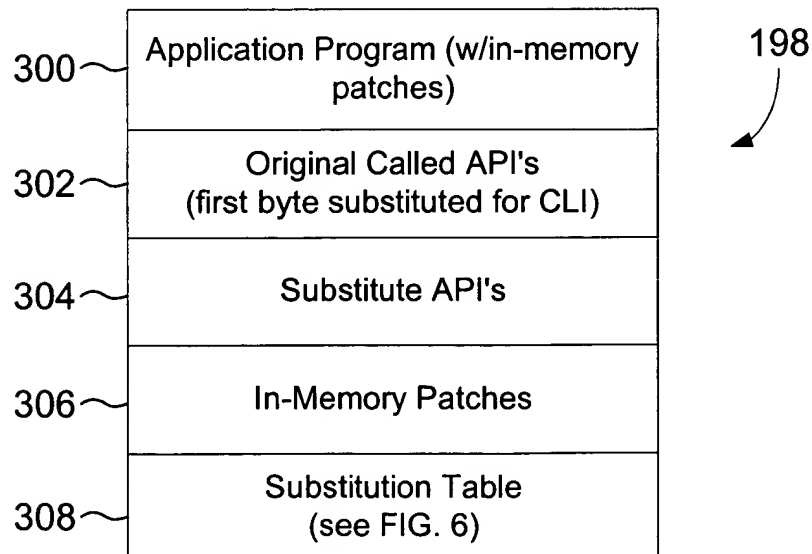 300
Application Program (w/in-memory
patches)
198
302
Original Called API's
(first byte substituted for CLI)
304
Substitute API's
306
In-Memory Patches
308
Substitution Table
(see FIG. 6)